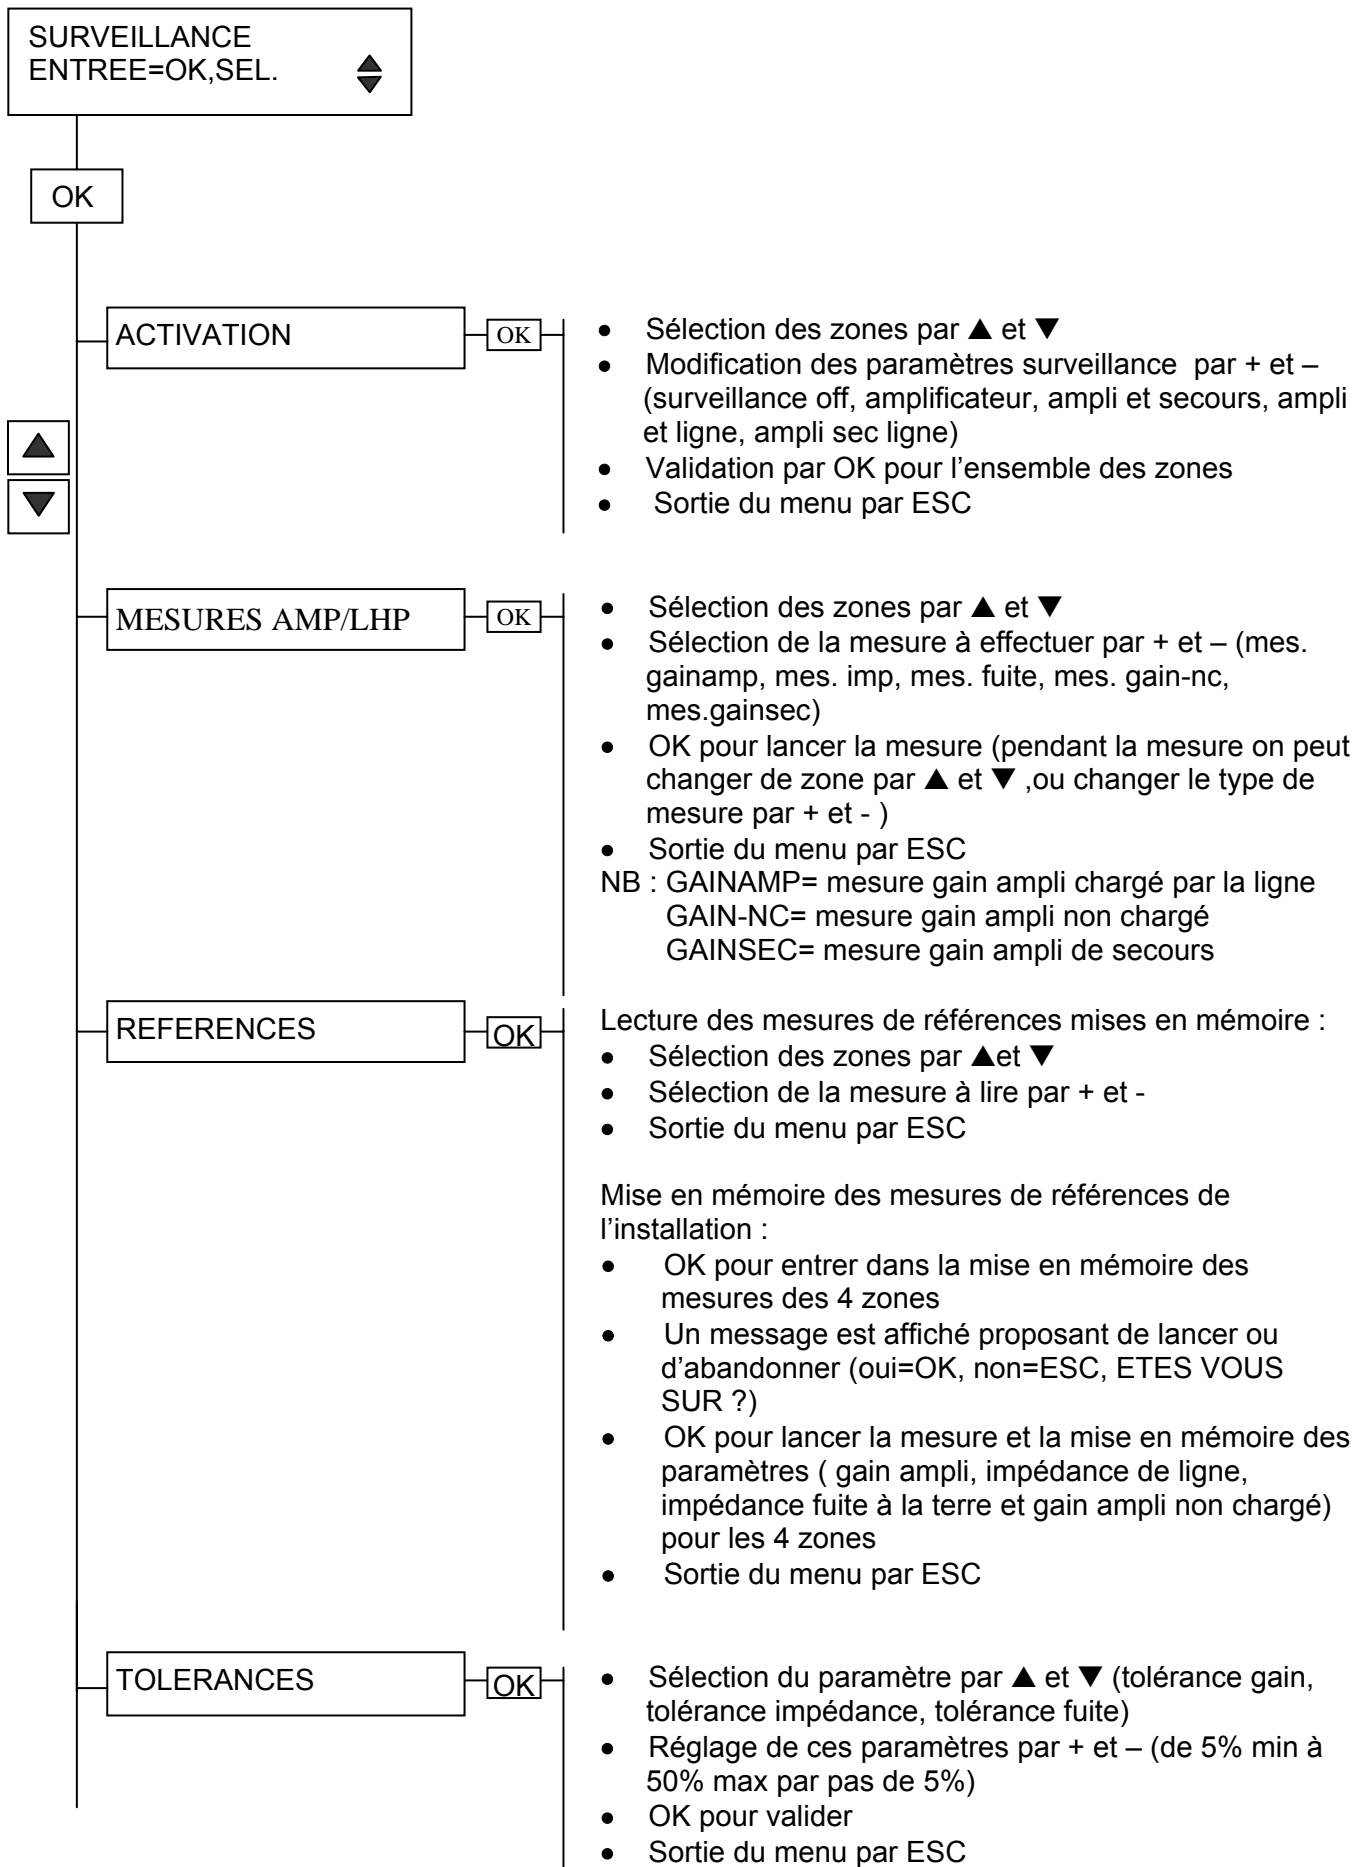 SURVEILLANCE
ENTREE=OK,SEL.
OK
ACTIVATION
OK
● Sélection des zones par ▲ et ▼
● Modification des paramètres surveillance par + et –
(surveillance off, amplificateur, ampli et secours, ampli
et ligne, ampli sec ligne)
● Validation par OK pour l’ensemble des zones
● Sortie du menu par ESC
MESURES AMP/LHP
OK
● Sélection des zones par ▲ et ▼
● Sélection de la mesure à effectuer par + et – (mes.
gainamp, mes. imp, mes. fuite, mes. gain-nc,
mes.gainsec)
● OK pour lancer la mesure (pendant la mesure on peut
changer de zone par ▲ et ▼ ,ou changer le type de
mesure par + et - )
● Sortie du menu par ESC
NB : GAINAMP= mesure gain ampli chargé par la ligne
GAIN-NC= mesure gain ampli non chargé
GAINSEC= mesure gain ampli de secours
REFERENCES
OK
Lecture des mesures de références mises en mémoire :
● Sélection des zones par ▲et ▼
● Sélection de la mesure à lire par + et -
● Sortie du menu par ESC
Mise en mémoire des mesures de références de
l’installation :
● OK pour entrer dans la mise en mémoire des
mesures des 4 zones
● Un message est affiché proposant de lancer ou
d’abandonner (oui=OK, non=ESC, ETES VOUS
SUR ?)
● OK pour lancer la mesure et la mise en mémoire des
paramètres ( gain ampli, impédance de ligne,
impédance fuite à la terre et gain ampli non chargé)
pour les 4 zones
● Sortie du menu par ESC
TOLERANCES
OK
● Sélection du paramètre par ▲ et ▼ (tolérance gain,
tolérance impédance, tolérance fuite)
● Réglage de ces paramètres par + et – (de 5% min à
50% max par pas de 5%)
● OK pour valider
● Sortie du menu par ESC